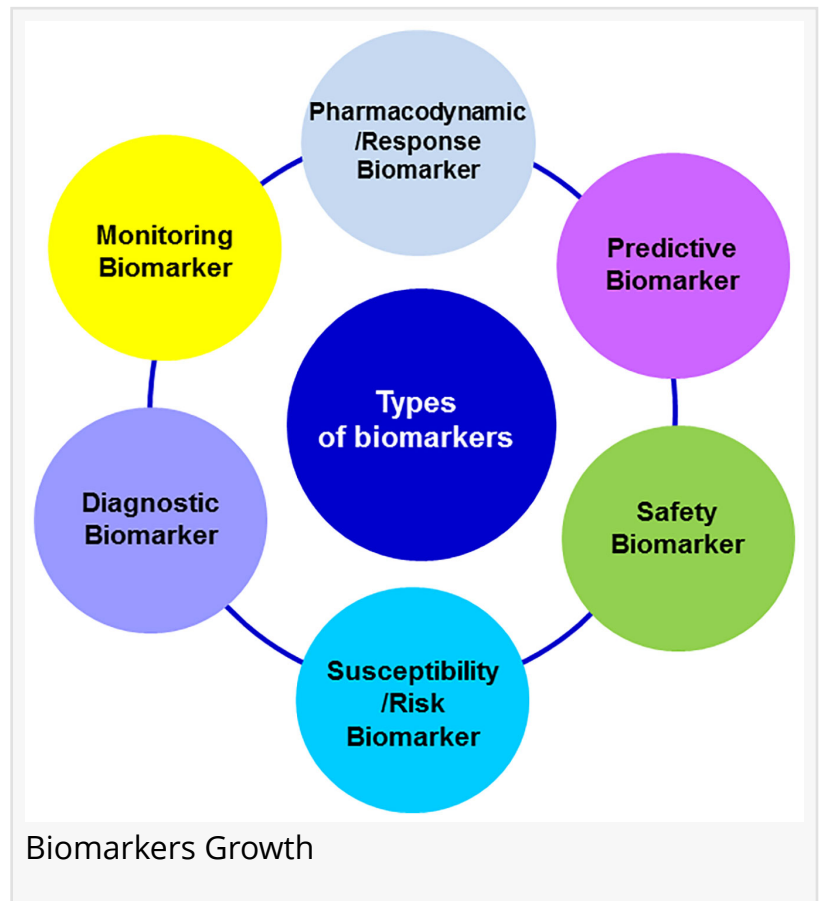 Pharmacodynamic
/Response
Biomarker
Monitoring
Biomarker
Predictive
Biomarker
Types
of biomarkers
Diagnostic
Biomarker
Safety
Biomarker
Susceptibility
/Risk
Biomarker
Biomarkers Growth